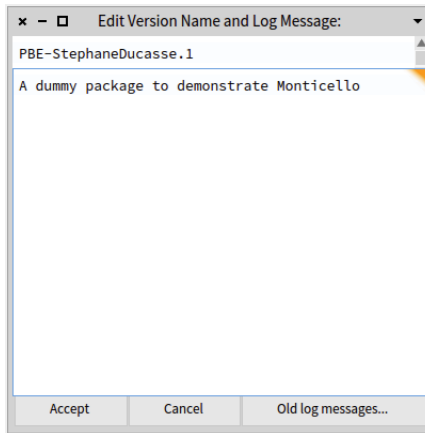 Edit Version Name and Log Message:
PBE-StephaneDucasse.1
A dummy package to demonstrate Monticello
Accept Cancel Old log messages...